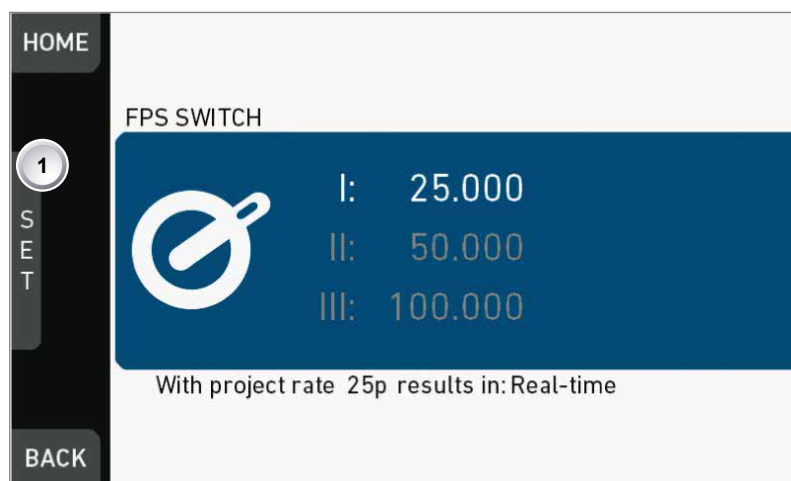 HOME
FPS SWITCH
1
I: 25.000
SET
II: 50.000
III: 100.000
With project rate 25p results in: Real-time
BACK